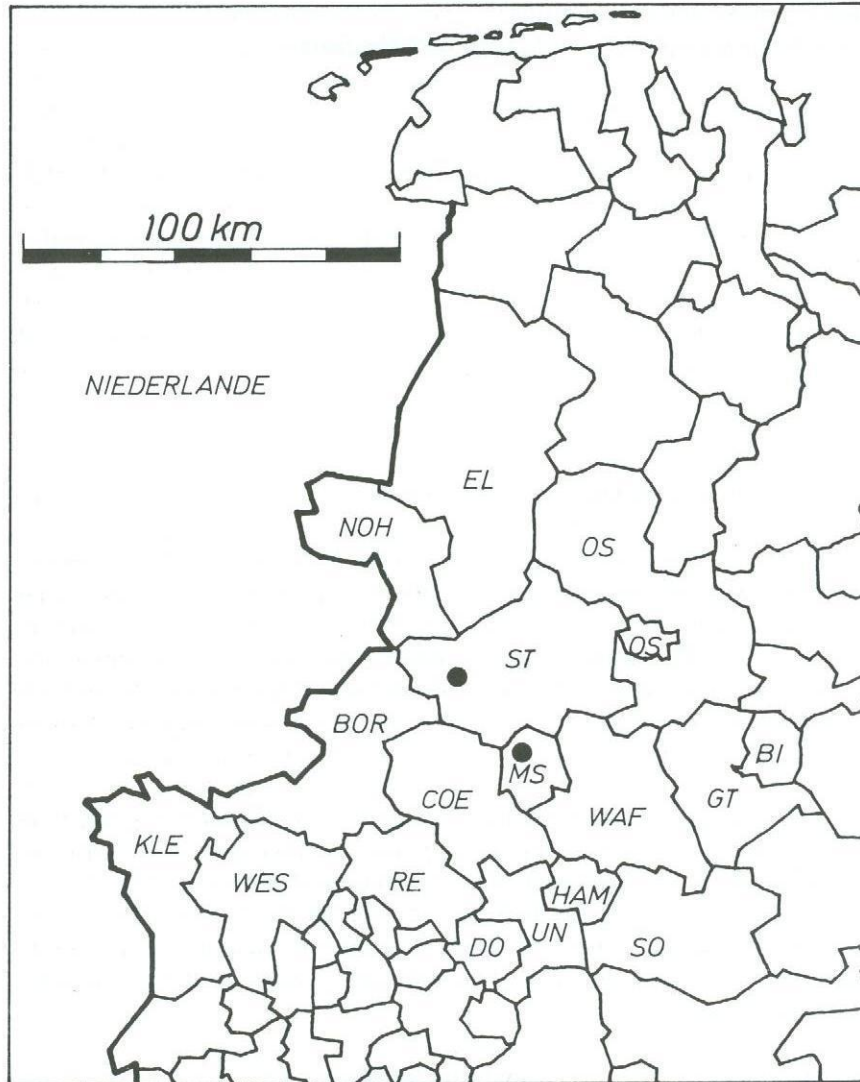 100 km
NIEDERLANDE
EL
NOH
OS
OS
ST
BOR
MS
BI
COE
GT
WAF
KLE
WES
RE
HAM
UN
DO
SO